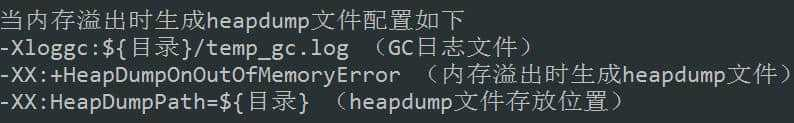 当内存溢出时生成heapdump文件配置如下
-Xloggc:${目录}/temp_gc.log （GC日志文件）
-XX:+HeapDumpOnOutOfMemoryError （内存溢出时生成heapdump文件）
-XX:HeapDumpPath=${目录} （heapdump文件存放位置）